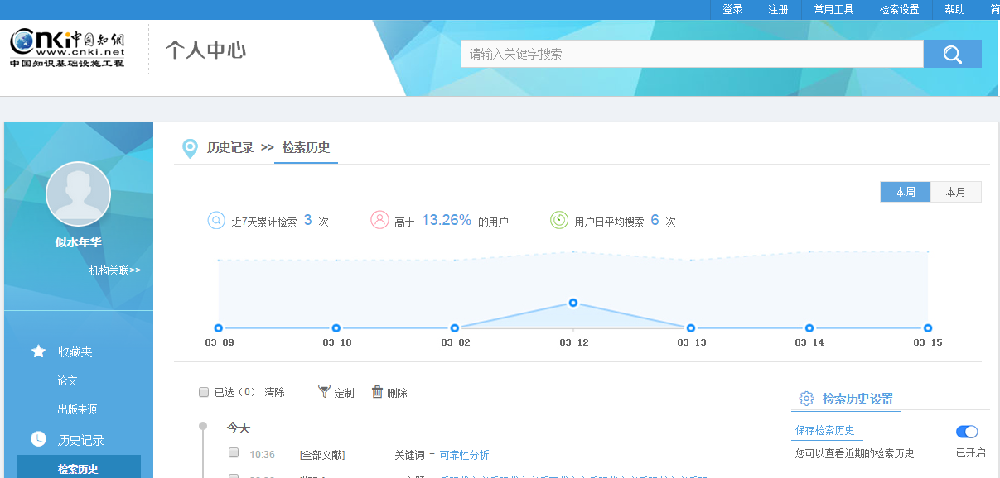 登录 注册 常用工具 检索设置 帮助 简
cnki 中国知网
www.cnki.net
中国知识基础设施工程
个人中心
请输入关键字搜索
历史记录 >> 检索历史
本周 本月
近7天累计检索 3 次 高于 13.26% 的用户 用户日平均搜索 6 次
似水年华
机构关联>>
03-09 03-10 03-02 03-12 03-13 03-14 03-15
收藏夹
论文
出版来源
历史记录
检索历史
已选（0） 清除 定制 删除
今天
10:36 [全部文献] 关键词 = 可靠性分析
检索历史设置
保存检索历史
您可以查看近期的检索历史 已开启